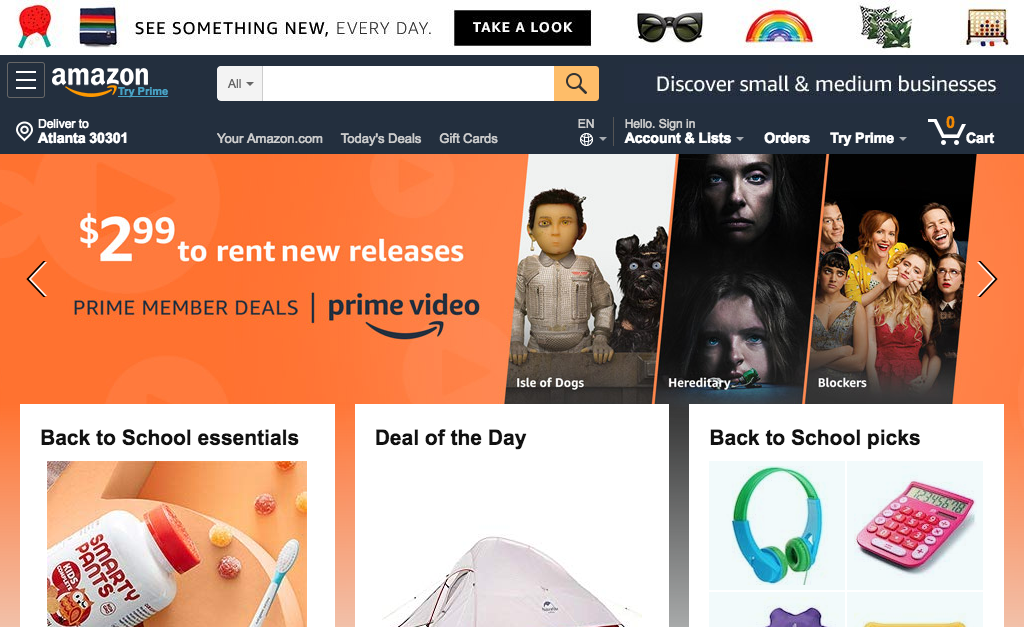 SEE SOMETHING NEW, EVERY DAY.
TAKE A LOOK
amazon
Try Prime
All
Discover small & medium businesses
Deliver to
Atlanta 30301
Your Amazon.com
Today's Deals
Gift Cards
EN
Hello. Sign in
Account & Lists
Orders
Try Prime
0
Cart
$299 to rent new releases
PRIME MEMBER DEALS | prime video
Isle of Dogs
Hereditary
Blockers
Back to School essentials
Deal of the Day
Back to School picks
SMARTY
PANTS
KIDS
COMPLETE